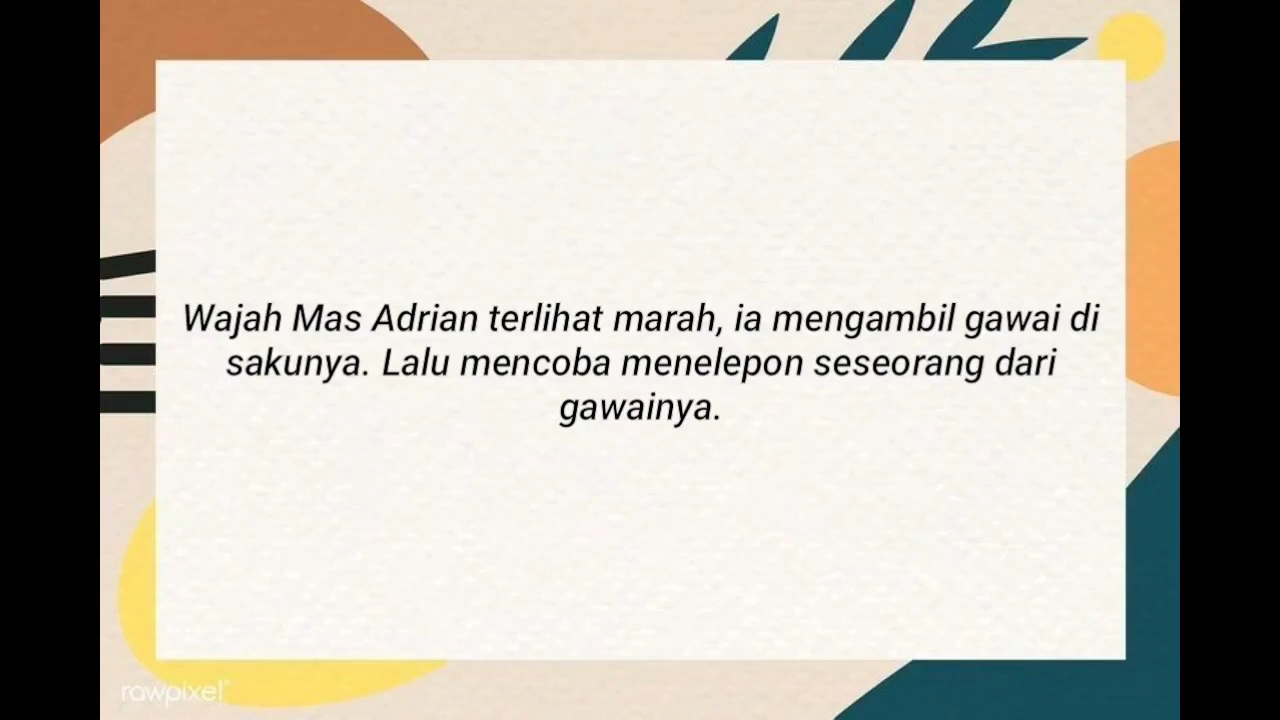 Wajah Mas Adrian terlihat marah, ia mengambil gawai di
sakunya. Lalu mencoba menelepon seseorang dari
gawainya.
rawpixel